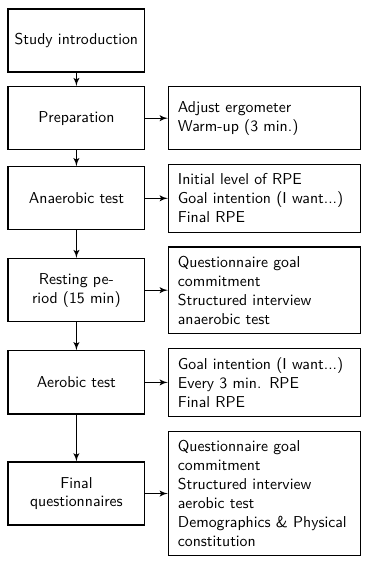 Study introduction
Preparation
Adjust ergometer
Warm-up (3 min.)
Anaerobic test
Initial level of RPE
Goal intention (I want...)
Final RPE
Resting pe-
riod (15 min)
Questionnaire goal
commitment
Structured interview
anaerobic test
Aerobic test
Goal intention (I want...)
Every 3 min. RPE
Final RPE
Final
questionnaires
Questionnaire goal
commitment
Structured interview
aerobic test
Demographics & Physical
constitution